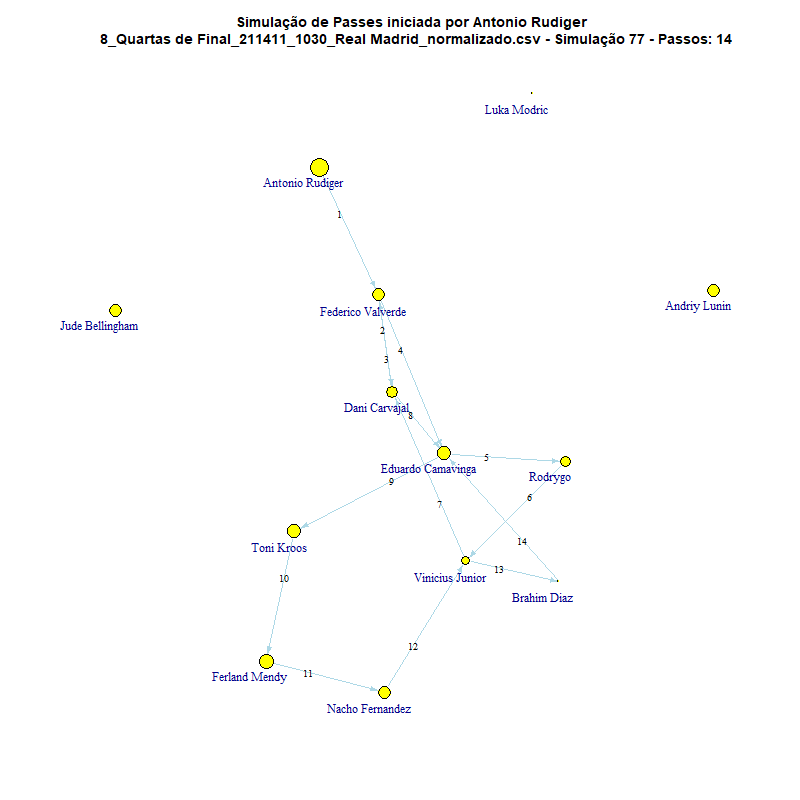 Simulação de Passes iniciada por Antonio Rudiger
8_Quartas de Final_211411_1030_Real Madrid_normalizado.csv - Simulação 77 - Passos: 14
Luka Modric
Antonio Rudiger
1
Andriy Lunin
Federico Valverde
Jude Bellingham
2
4
3
Dani Carvajal
8
5
Eduardo Camavinga
Rodrygo
9
6
7
14
Toni Kroos
13
10
Vinicius Junior
Brahim Diaz
12
11
Ferland Mendy
Nacho Fernandez